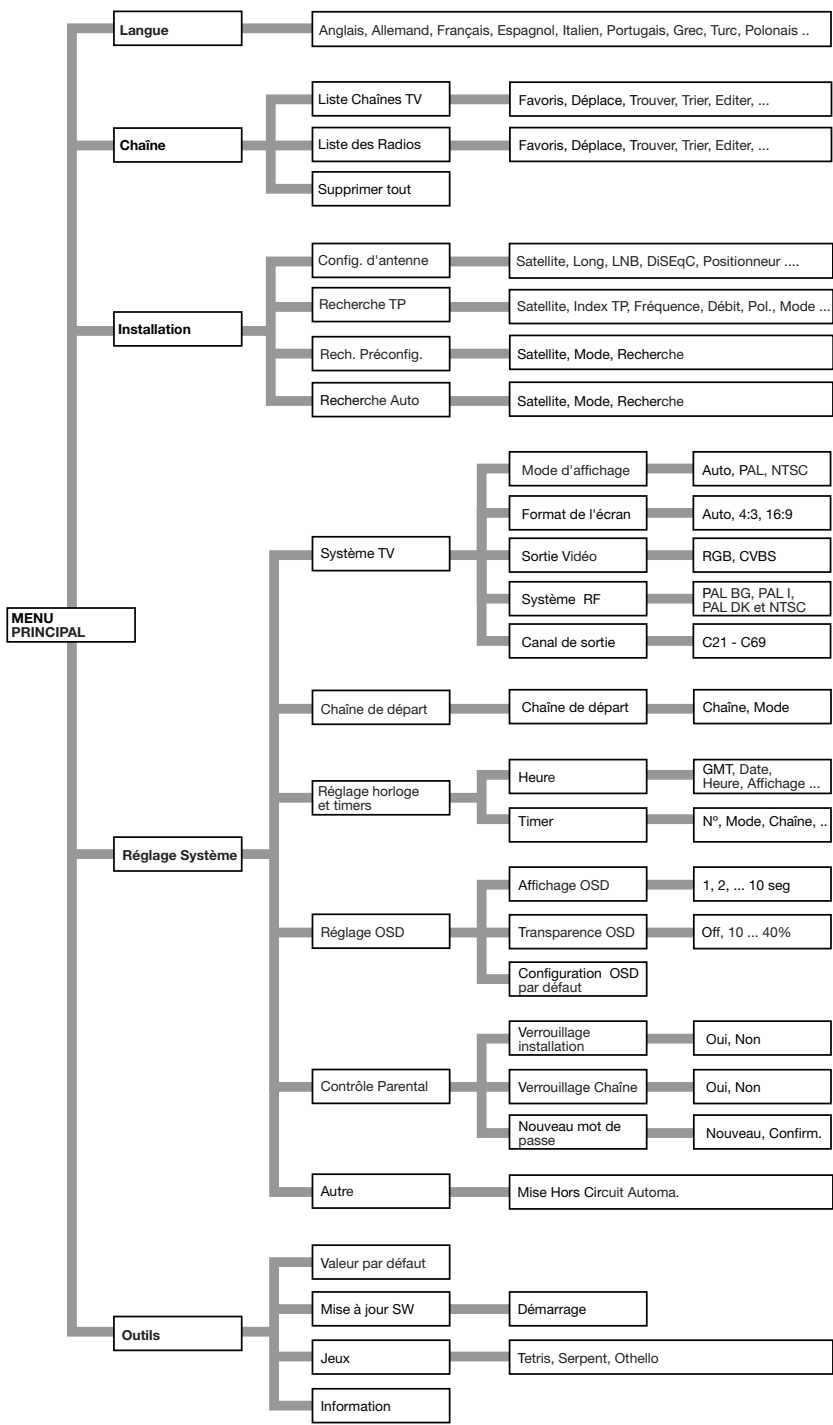 Langue
Anglais, Allemand, Français, Espagnol, Italien, Portugais, Grec, Turc, Polonais ..
Chaîne
Liste Chaînes TV
Favoris, Déplace, Trouver, Trier, Editer, ...
Liste des Radios
Favoris, Déplace, Trouver, Trier, Editer, ...
Supprimer tout
Installation
Config. d'antenne
Satellite, Long, LNB, DiSEqC, Positionneur ....
Recherche TP
Satellite, Index TP, Fréquence, Débit, Pol., Mode ...
Rech. Préconfig.
Satellite, Mode, Recherche
Recherche Auto
Satellite, Mode, Recherche
MENU
PRINCIPAL
Réglage Système
Système TV
Mode d'affichage
Auto, PAL, NTSC
Format de l'écran
Auto, 4:3, 16:9
Sortie Vidéo
RGB, CVBS
Système RF
PAL BG, PAL I,
PAL DK et NTSC
Canal de sortie
C21 - C69
Chaîne de départ
Chaîne de départ
Chaîne, Mode
Réglage horloge
et timers
Heure
GMT, Date,
Heure, Affichage ...
Timer
Nº, Mode, Chaîne, ..
Réglage OSD
Affichage OSD
1, 2, ... 10 seg
Transparence OSD
Off, 10 ... 40%
Configuration OSD
par défaut
Contrôle Parental
Verrouillage
installation
Oui, Non
Verrouillage Chaîne
Oui, Non
Nouveau mot de
passe
Nouveau, Confirm.
Autre
Mise Hors Circuit Automa.
Outils
Valeur par défaut
Mise à jour SW
Démarrage
Jeux
Tetris, Serpent, Othello
Information